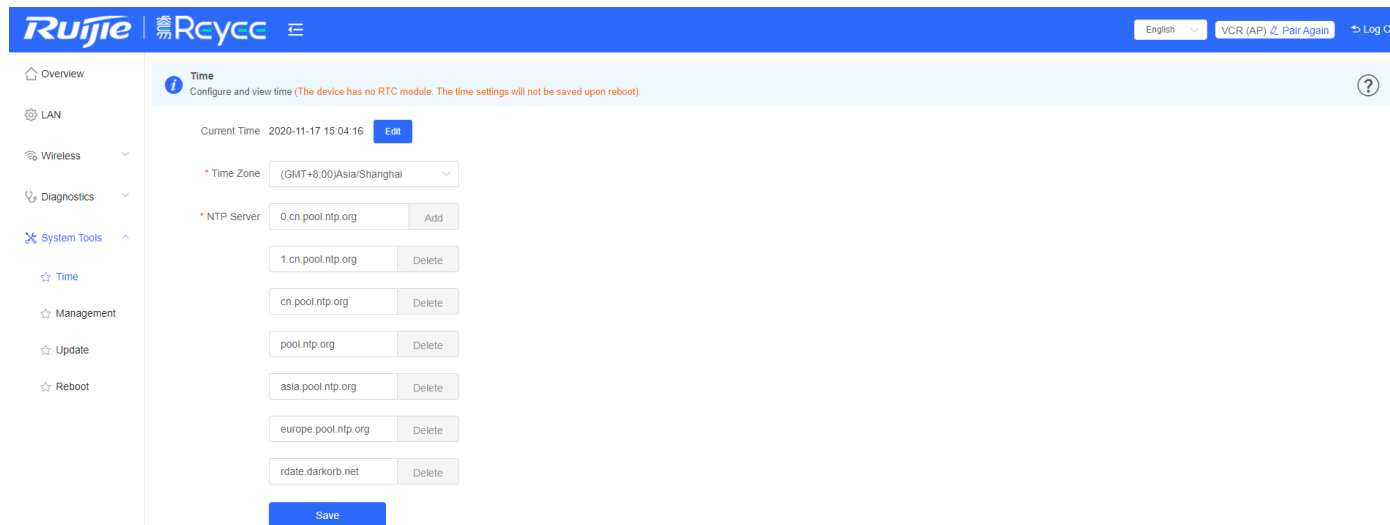 Ruijie 睿易 Reyee
English
VCR (AP) Pair Again
Log O
Overview
LAN
Wireless
Diagnostics
System Tools
Time
Management
Update
Reboot
Time
Configure and view time (The device has no RTC module. The time settings will not be saved upon reboot).
?
Current Time 2020-11-17 15:04:16 Edit
* Time Zone (GMT+8:00)Asia/Shanghai
* NTP Server 0.cn.pool.ntp.org Add
1.cn.pool.ntp.org Delete
cn.pool.ntp.org Delete
pool.ntp.org Delete
asia.pool.ntp.org Delete
europe.pool.ntp.org Delete
rdate.darkorb.net Delete
Save